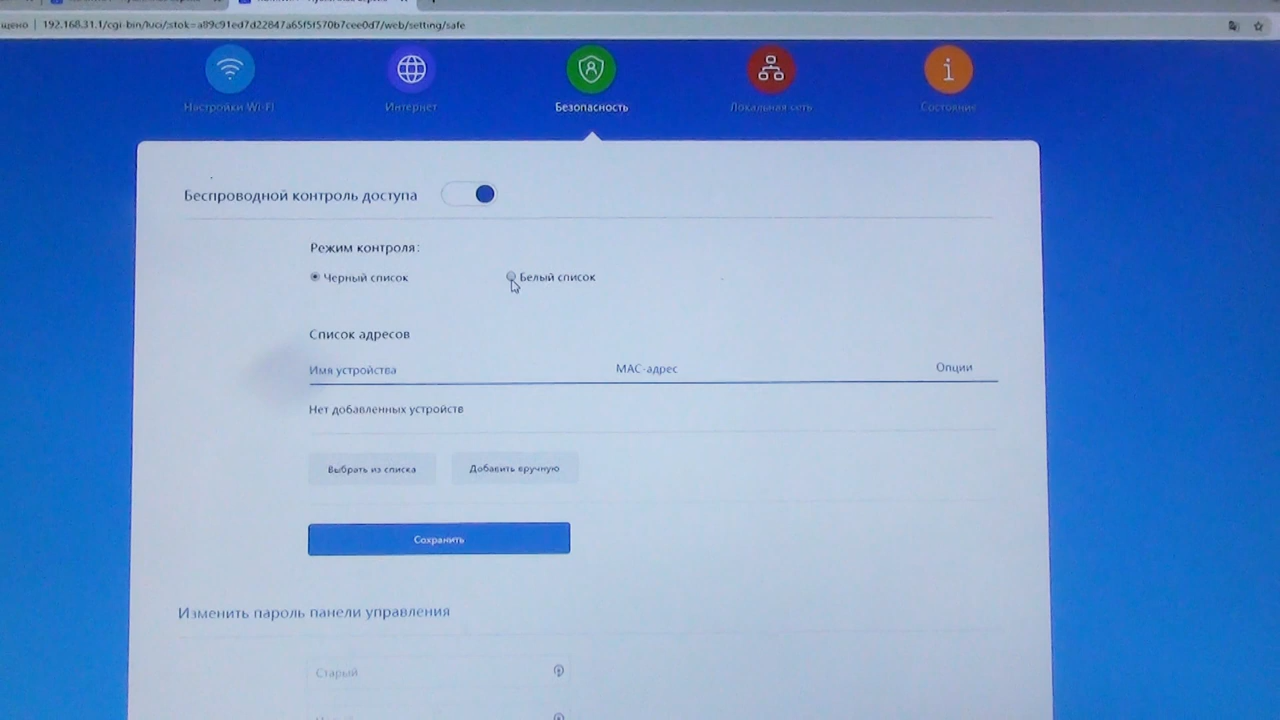 щено | 192.168.31.1/cgi-bin/luci/;stok=a89c91ed7d22847a65f5f570b7cee0d7/web/setting/safe
Настройки Wi-Fi Интернет Безопасность Локальная сеть Состояние
Беспроводной контроль доступа
Режим контроля:
Черный список Белый список
Список адресов
Имя устройства MAC-адрес Опции
Нет добавленных устройств
Выбрать из списка Добавить вручную
Сохранить
Изменить пароль панели управления
Старый